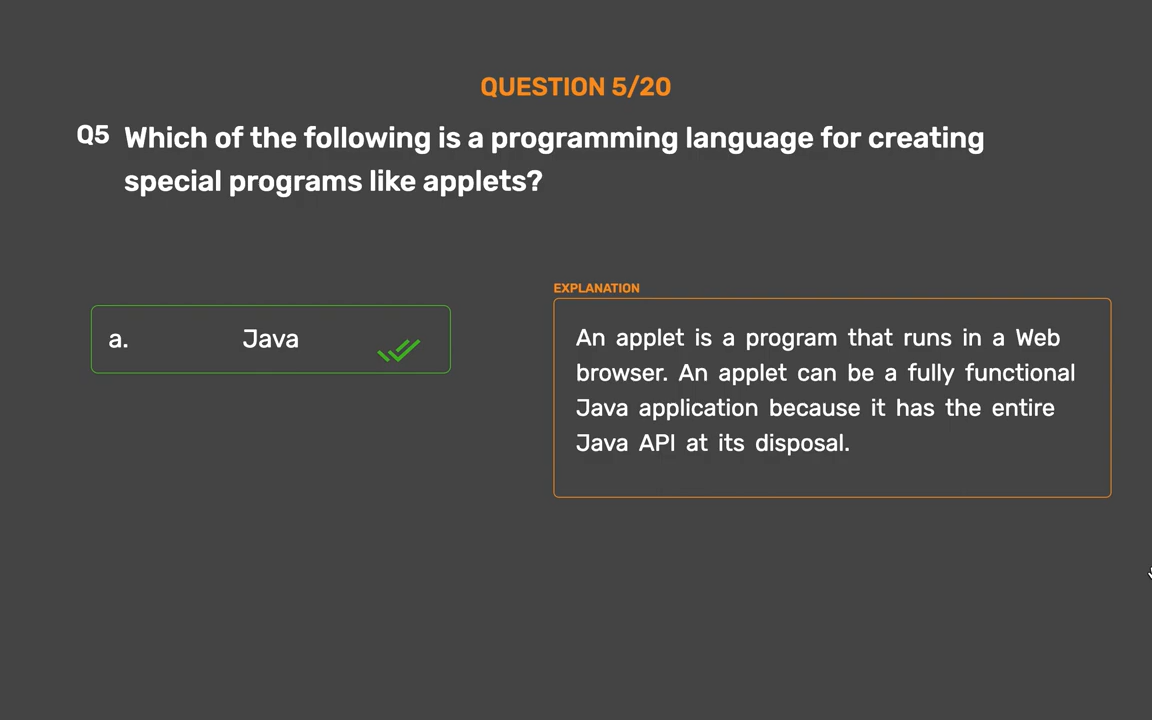 QUESTION 5/20
Q5 Which of the following is a programming language for creating
special programs like applets?
a. Java
EXPLANATION
An applet is a program that runs in a Web
browser. An applet can be a fully functional
Java application because it has the entire
Java API at its disposal.